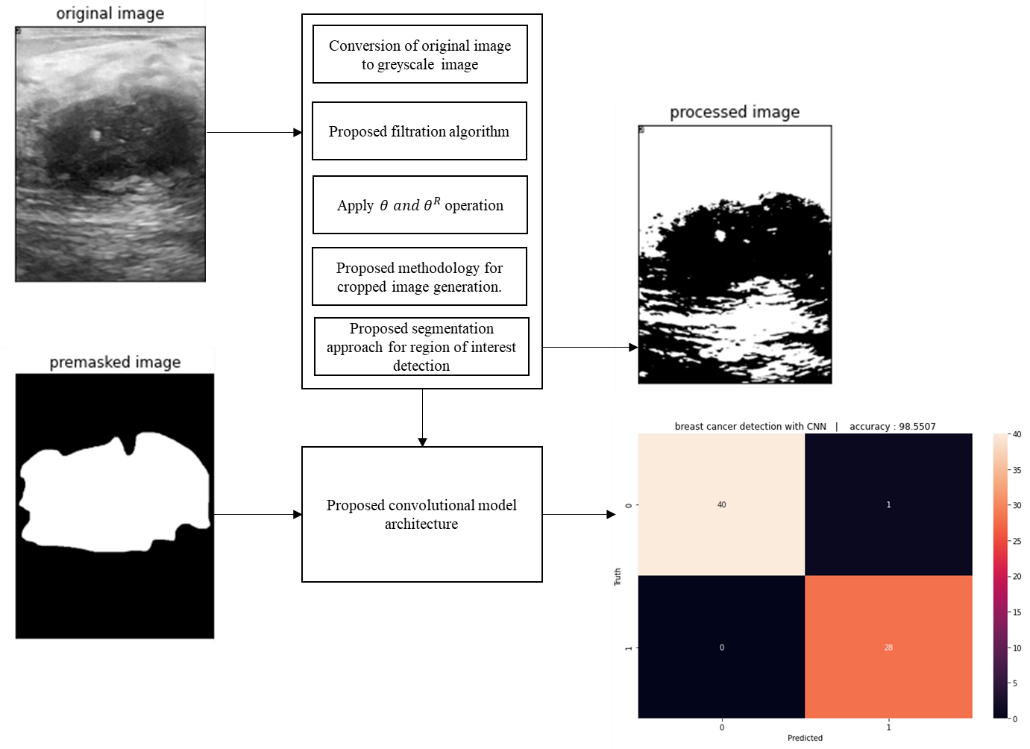 original image
Conversion of original image
to greyscale image
Proposed filtration algorithm
Apply θ and θᴿ operation
Proposed methodology for
cropped image generation.
Proposed segmentation
approach for region of interest
detection
processed image
premasked image
Proposed convolutional model
architecture
breast cancer detection with CNN | accuracy : 98.5507
40
1
0
28
0
1
Truth
0
1
Predicted
40
35
30
25
20
15
10
5
0